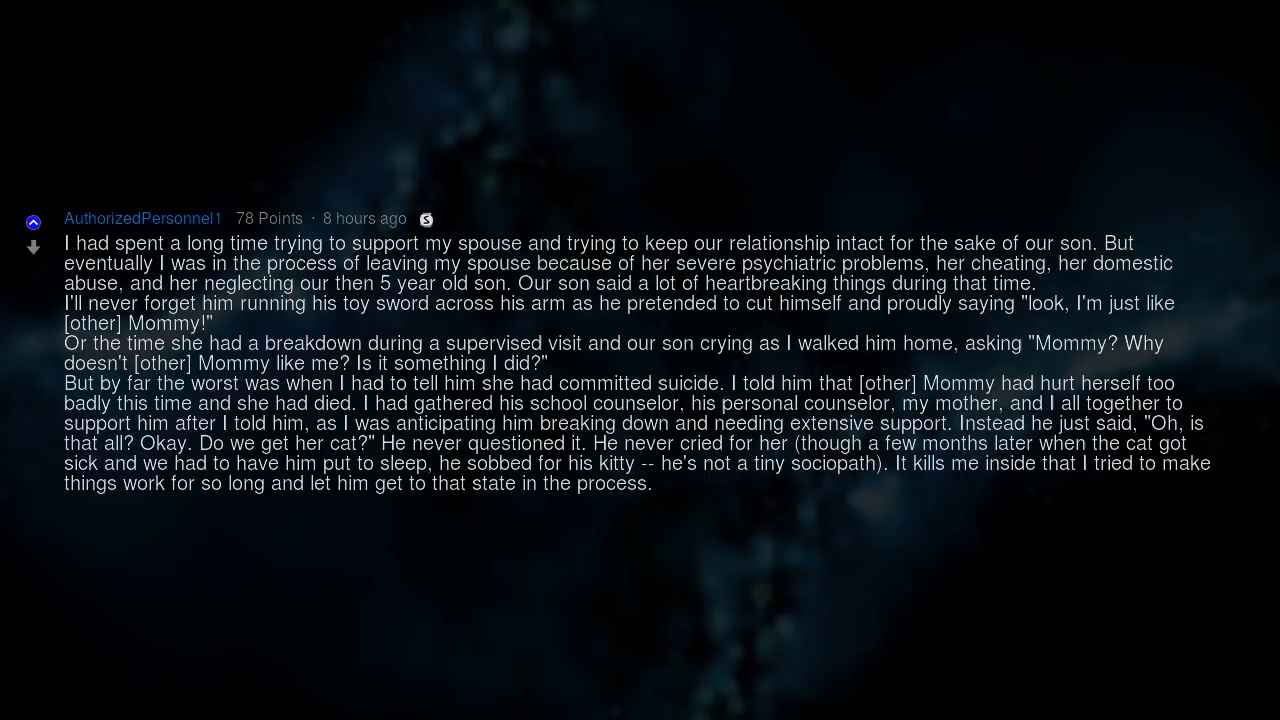 AuthorizedPersonnel1 78 Points · 8 hours ago S
I had spent a long time trying to support my spouse and trying to keep our relationship intact for the sake of our son. But
eventually I was in the process of leaving my spouse because of her severe psychiatric problems, her cheating, her domestic
abuse, and her neglecting our then 5 year old son. Our son said a lot of heartbreaking things during that time.
I'll never forget him running his toy sword across his arm as he pretended to cut himself and proudly saying "look, I'm just like
[other] Mommy!"
Or the time she had a breakdown during a supervised visit and our son crying as I walked him home, asking "Mommy? Why
doesn't [other] Mommy like me? Is it something I did?"
But by far the worst was when I had to tell him she had committed suicide. I told him that [other] Mommy had hurt herself too
badly this time and she had died. I had gathered his school counselor, his personal counselor, my mother, and I all together to
support him after I told him, as I was anticipating him breaking down and needing extensive support. Instead he just said, "Oh, is
that all? Okay. Do we get her cat?" He never questioned it. He never cried for her (though a few months later when the cat got
sick and we had to have him put to sleep, he sobbed for his kitty -- he's not a tiny sociopath). It kills me inside that I tried to make
things work for so long and let him get to that state in the process.